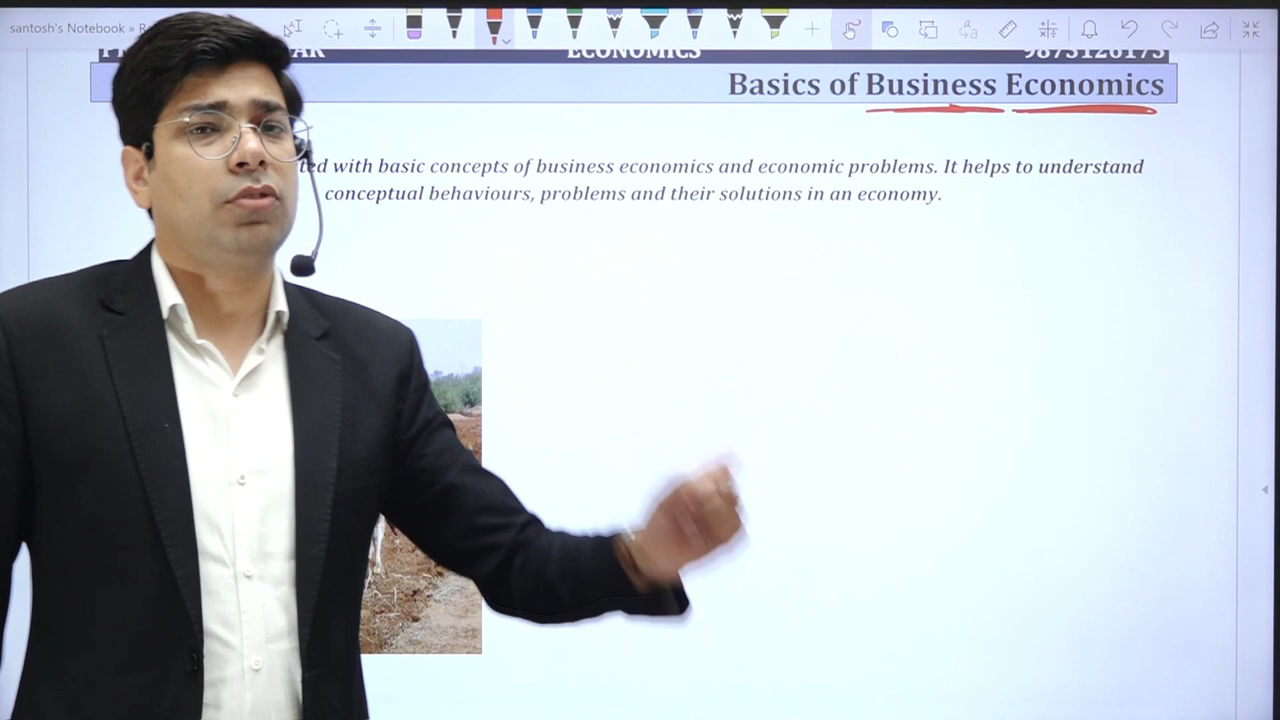 santosh's Notebook »
ECONOMICS 9873126173
Basics of Business Economics
with basic concepts of business economics and economic problems. It helps to understand
conceptual behaviours, problems and their solutions in an economy.